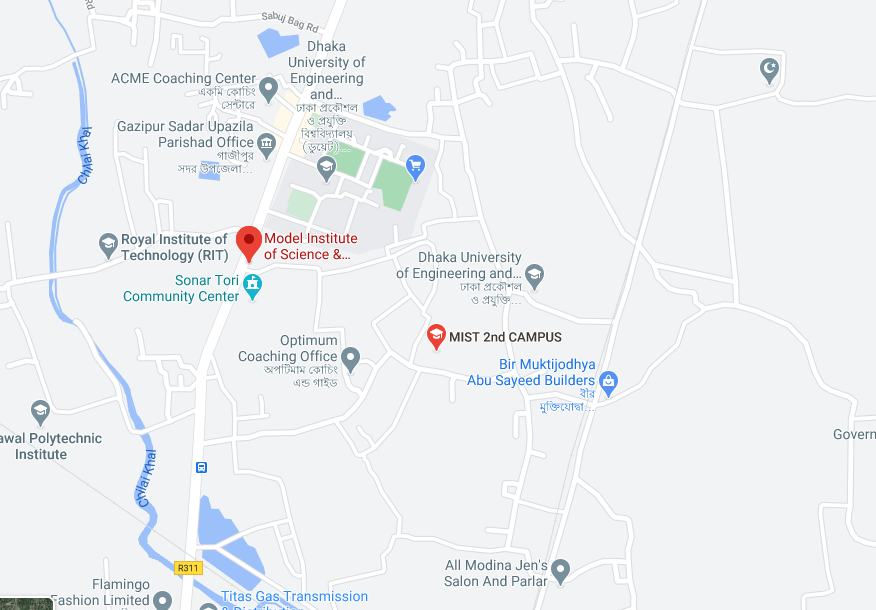 Rd
Sabuj Bag Rd
Dhaka
University of
Engineering
and...
ঢাকা প্রকৌশল
ও প্রযুক্তি
বিশ্ববিদ্যালয়
(ডুয়েট)...
ACME Coaching Center
একমি কোচিং
সেন্টারে
Gazipur Sadar Upazila
Parishad Office
গাজীপুর
সদর উপজেলা...
Chilai Khal
Royal Institute of
Technology (RIT)
Model Institute
of Science &...
Sonar Tori
Community Center
Dhaka University
of Engineering and...
ঢাকা প্রকৌশল
ও প্রযুক্তি...
MIST 2nd CAMPUS
Optimum
Coaching Office
অপটিমাম কোচিং
এন্ড গাইড
Bir Muktijodhya
Abu Sayeed Builders
বীর
মুক্তিযোদ্ধা...
awal Polytechnic
Institute
Govern
Chilai Khal
R311
All Modina Jen's
Salon And Parlar
Flamingo
Fashion Limited
Titas Gas Transmission